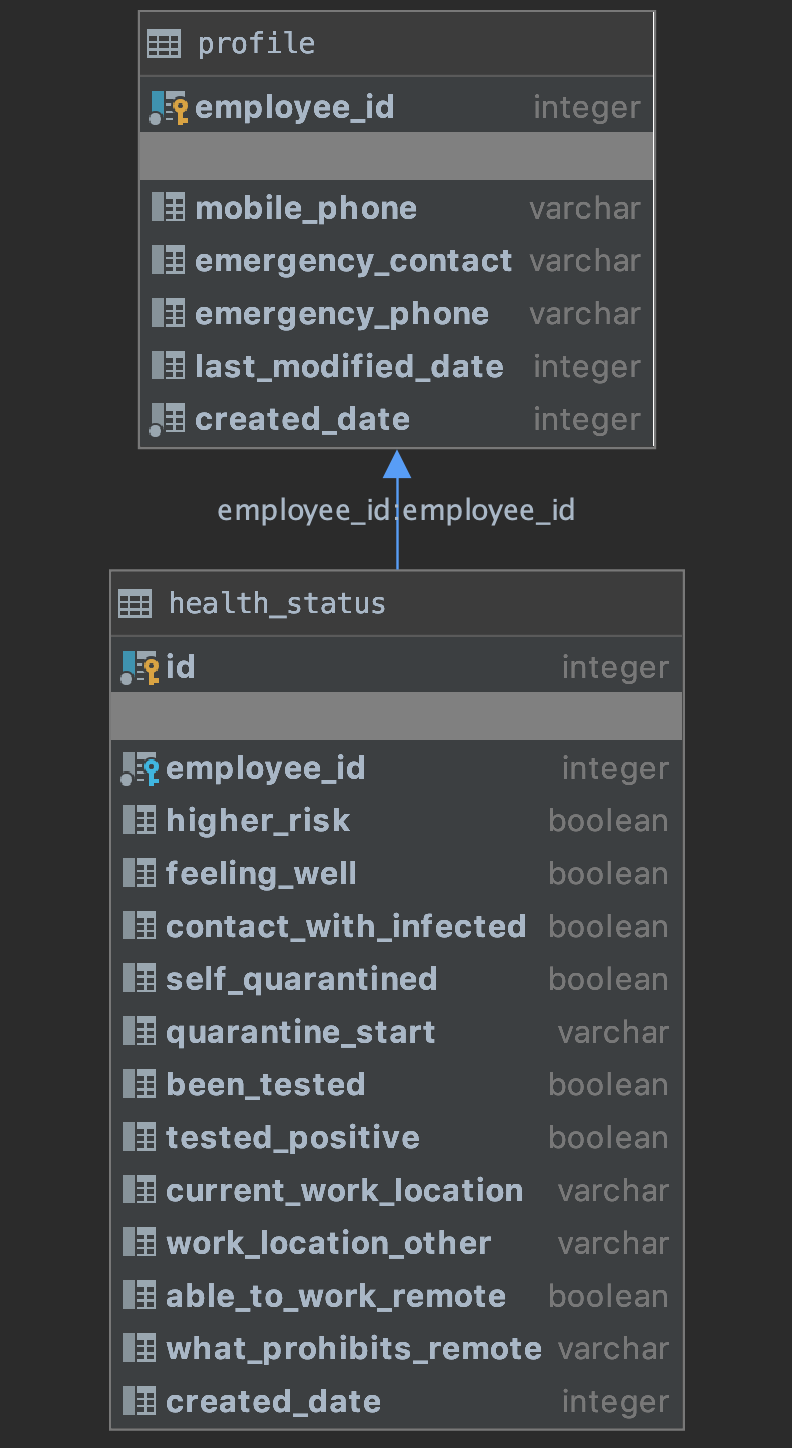 profile
employee_id integer
mobile_phone varchar
emergency_contact varchar
emergency_phone varchar
last_modified_date integer
created_date integer
employee_id:employee_id
health_status
id integer
employee_id integer
higher_risk boolean
feeling_well boolean
contact_with_infected boolean
self_quarantined boolean
quarantine_start varchar
been_tested boolean
tested_positive boolean
current_work_location varchar
work_location_other varchar
able_to_work_remote boolean
what_prohibits_remote varchar
created_date integer